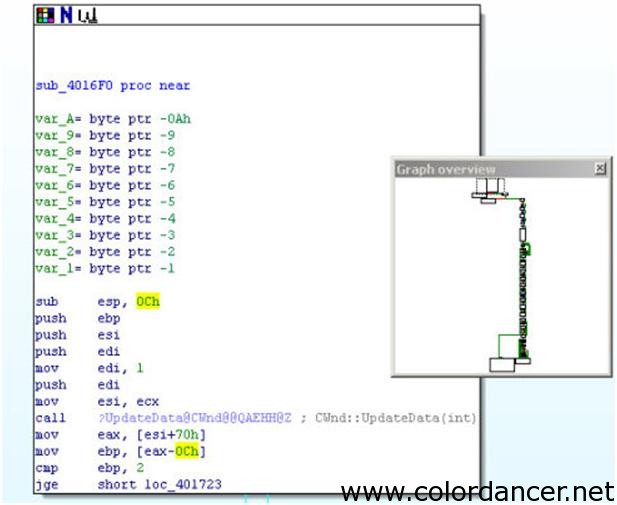 sub_4016F0 proc near
var_A= byte ptr -0Ah
var_9= byte ptr -9
var_8= byte ptr -8
var_7= byte ptr -7
var_6= byte ptr -6
var_5= byte ptr -5
var_4= byte ptr -4
var_3= byte ptr -3
var_2= byte ptr -2
var_1= byte ptr -1
sub esp, 0Ch
push ebp
push esi
push edi
mov edi, 1
push edi
mov esi, ecx
call ?UpdateData@CWnd@@QAEHH@Z ; CWnd::UpdateData(int)
mov eax, [esi+70h]
mov ebp, [eax-0Ch]
cmp ebp, 2
jge short loc_401723
Graph overview
www.colordancer.net